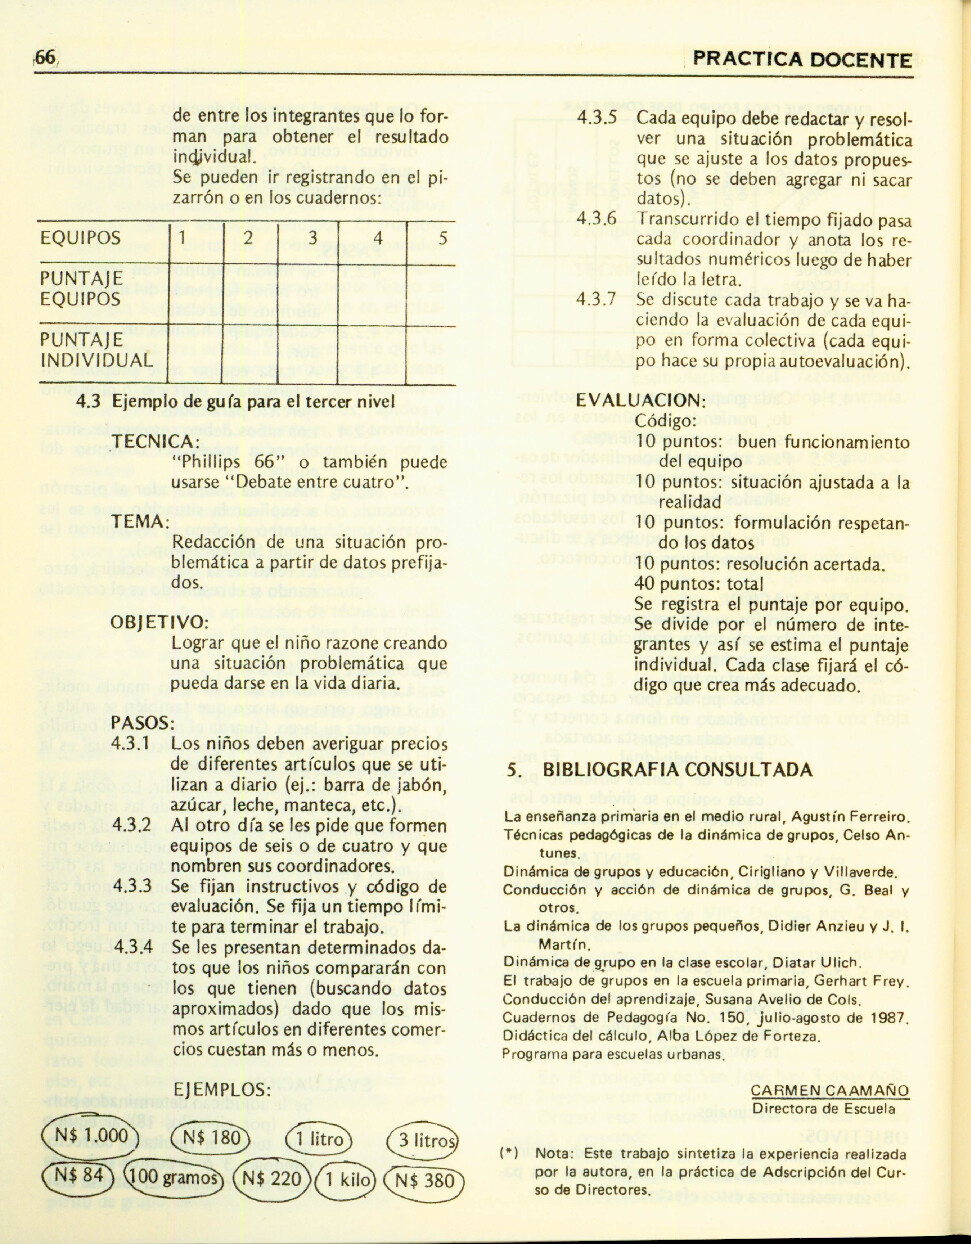 66
PRACTICA DOCENTE
de entre los integrantes que lo for-
man para obtener el resultado
individual.
Se pueden ir registrando en el pi-
zarrón o en los cuadernos:
EQUIPOS 1 2 3 4 5
PUNTAJE
EQUIPOS
PUNTAJE
INDIVIDUAL
4.3 Ejemplo de guía para el tercer nivel
TECNICA:
"Phillips 66" o también puede
usarse "Debate entre cuatro".
TEMA:
Redacción de una situación pro-
blemática a partir de datos prefija-
dos.
OBJETIVO:
Lograr que el niño razone creando
una situación problemática que
pueda darse en la vida diaria.
PASOS:
4.3.1 Los niños deben averiguar precios
de diferentes artículos que se uti-
lizan a diario (ej.: barra de jabón,
azúcar, leche, manteca, etc.).
4.3.2 Al otro día se les pide que formen
equipos de seis o de cuatro y que
nombren sus coordinadores.
4.3.3 Se fijan instructivos y código de
evaluación. Se fija un tiempo lími-
te para terminar el trabajo.
4.3.4 Se les presentan determinados da-
tos que los niños compararán con
los que tienen (buscando datos
aproximados) dado que los mis-
mos artículos en diferentes comer-
cios cuestan más o menos.
EJEMPLOS:
N$ 1.000 N$ 180 1 litro 3 litros
N$ 84 100 gramos N$ 220 1 kilo N$ 380
4.3.5 Cada equipo debe redactar y resol-
ver una situación problemática
que se ajuste a los datos propues-
tos (no se deben agregar ni sacar
datos).
4.3.6 Transcurrido el tiempo fijado pasa
cada coordinador y anota los re-
sultados numéricos luego de haber
leído la letra.
4.3.7 Se discute cada trabajo y se va ha-
ciendo la evaluación de cada equi-
po en forma colectiva (cada equi-
po hace su propia autoevaluación).
EVALUACION:
Código:
10 puntos: buen funcionamiento
del equipo
10 puntos: situación ajustada a la
realidad
10 puntos: formulación respetan-
do los datos
10 puntos: resolución acertada.
40 puntos: total
Se registra el puntaje por equipo.
Se divide por el número de inte-
grantes y así se estima el puntaje
individual. Cada clase fijará el có-
digo que crea más adecuado.
5. BIBLIOGRAFIA CONSULTADA
La enseñanza primaria en el medio rural, Agustín Ferreiro.
Técnicas pedagógicas de la dinámica de grupos, Celso An-
tunes.
Dinámica de grupos y educación, Cirigliano y Villaverde.
Conducción y acción de dinámica de grupos, G. Beal y
otros.
La dinámica de los grupos pequeños, Didier Anzieu y J. I.
Martín.
Dinámica de grupo en la clase escolar, Diatar Ulich.
El trabajo de grupos en la escuela primaria, Gerhart Frey.
Conducción del aprendizaje, Susana Avelio de Cols.
Cuadernos de Pedagogía No. 150, julio-agosto de 1987.
Didáctica del cálculo, Alba López de Forteza.
Programa para escuelas urbanas.
CARMEN CAAMAÑO
Directora de Escuela
(*) Nota: Este trabajo sintetiza la experiencia realizada
por la autora, en la práctica de Adscripción del Cur-
so de Directores.